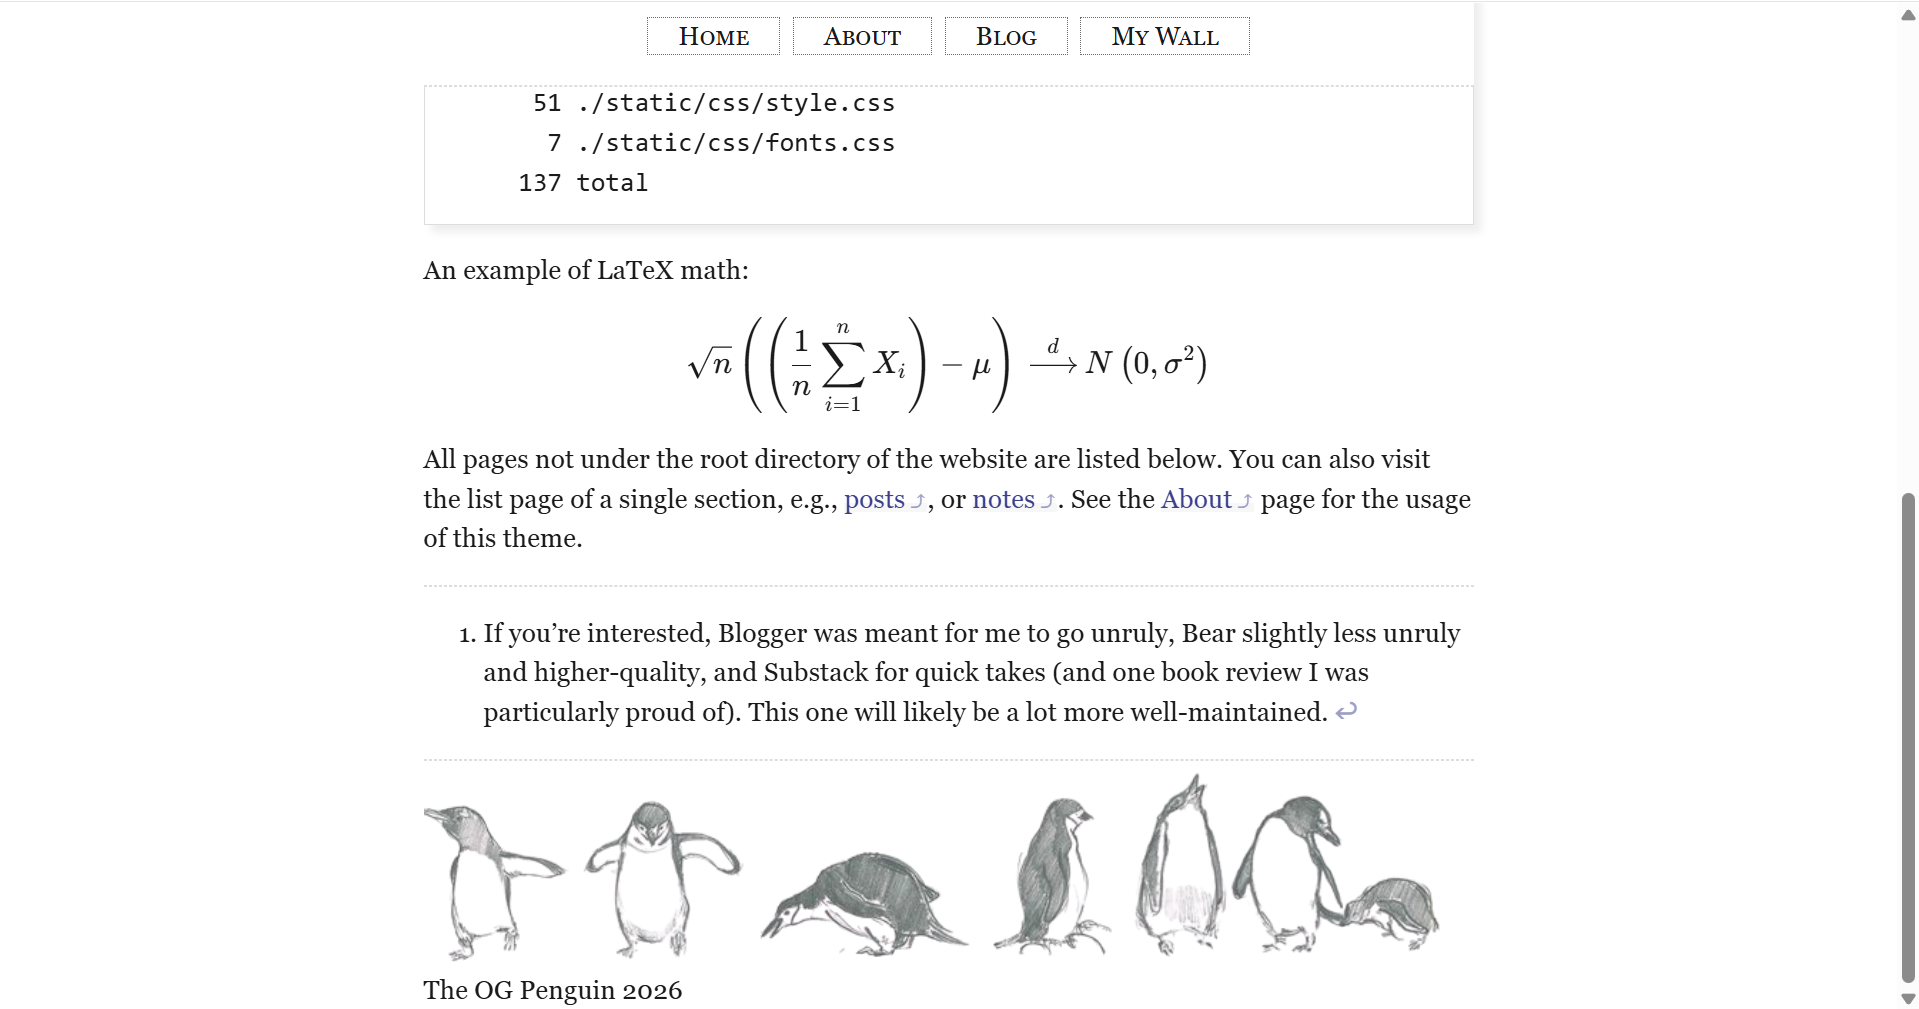 HOME ABOUT BLOG MY WALL
51 ./static/css/style.css
7 ./static/css/fonts.css
137 total
An example of LaTeX math:
√n ( ( 1/n ∑_{i=1}^{n} X_i ) − μ ) —d→ N (0, σ²)
All pages not under the root directory of the website are listed below. You can also visit
the list page of a single section, e.g., posts ⤴, or notes ⤴. See the About ⤴ page for the usage
of this theme.
1. If you’re interested, Blogger was meant for me to go unruly, Bear slightly less unruly
and higher-quality, and Substack for quick takes (and one book review I was
particularly proud of). This one will likely be a lot more well-maintained. ↩
The OG Penguin 2026